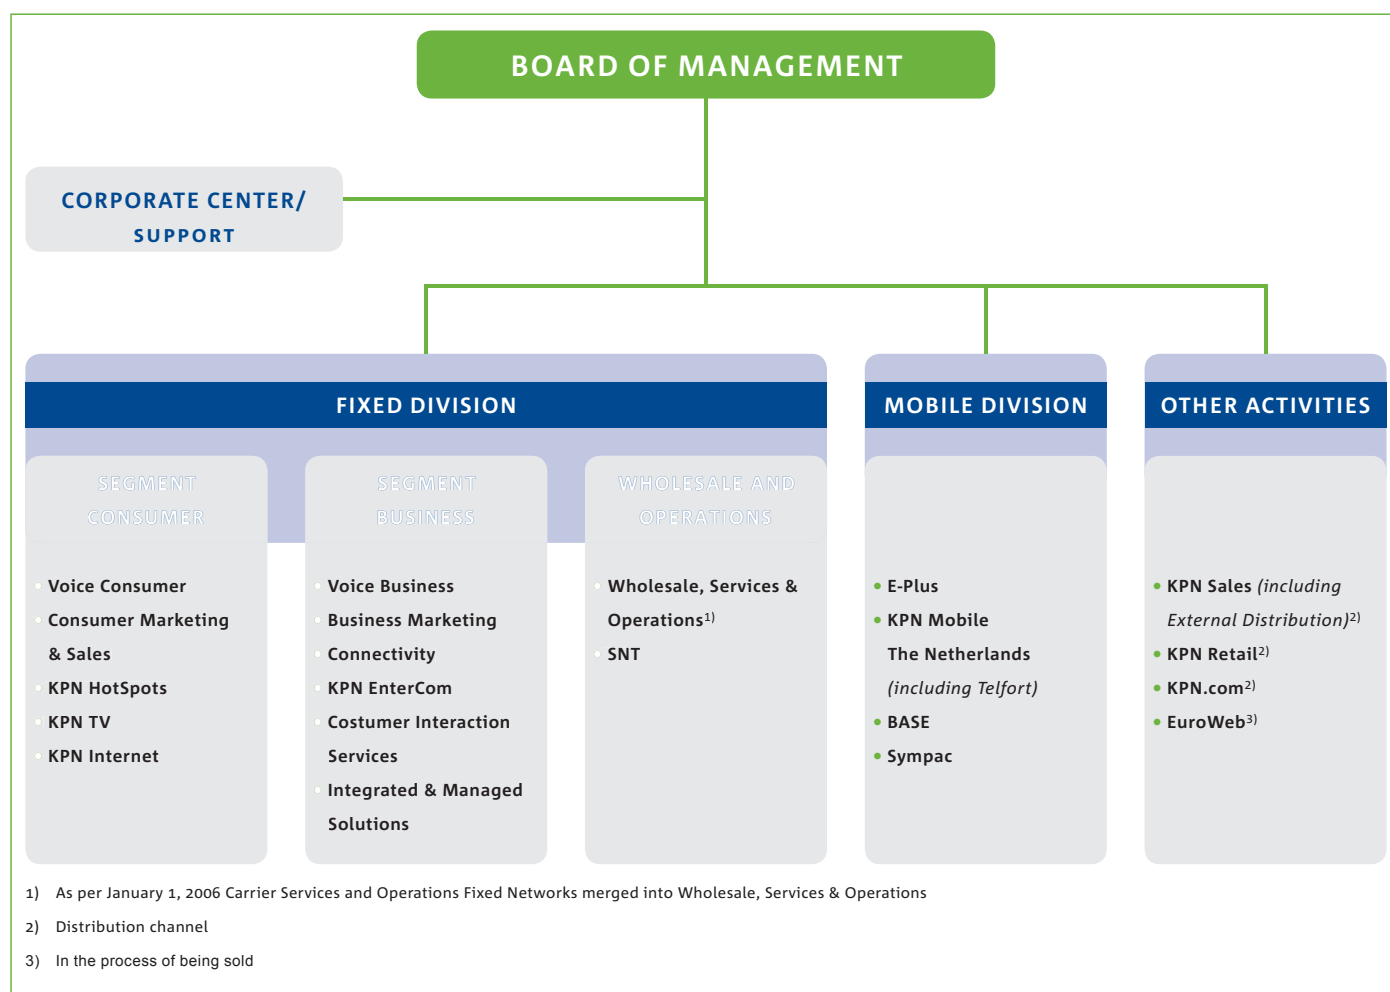 BOARD OF MANAGEMENT
CORPORATE CENTER/
SUPPORT
FIXED DIVISION
SEGMENT
CONSUMER
• Voice Consumer
• Consumer Marketing
& Sales
• KPN HotSpots
• KPN TV
• KPN Internet
SEGMENT
BUSINESS
• Voice Business
• Business Marketing
• Connectivity
• KPN EnterCom
• Costumer Interaction
Services
• Integrated & Managed
Solutions
WHOLESALE AND
OPERATIONS
• Wholesale, Services &
Operations1)
• SNT
MOBILE DIVISION
• E-Plus
• KPN Mobile
The Netherlands
(including Telfort)
• BASE
• Sympac
OTHER ACTIVITIES
• KPN Sales (including
External Distribution)2)
• KPN Retail2)
• KPN.com2)
• EuroWeb3)
1) As per January 1, 2006 Carrier Services and Operations Fixed Networks merged into Wholesale, Services & Operations
2) Distribution channel
3) In the process of being sold